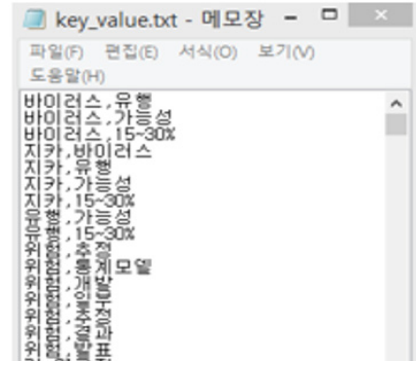 key_value.txt - 메모장
파일(F) 편집(E) 서식(O) 보기(V)
도움말(H)
바이러스,유행
바이러스,가능성
바이러스,15~30%
지카,바이러스
지카,유행
지카,가능성
지카,15~30%
유행,가능성
유행,15~30%
위험,추정
위험,통계모델
위험,개발
위험,일부
위험,추정
위험,결과
위험,발표